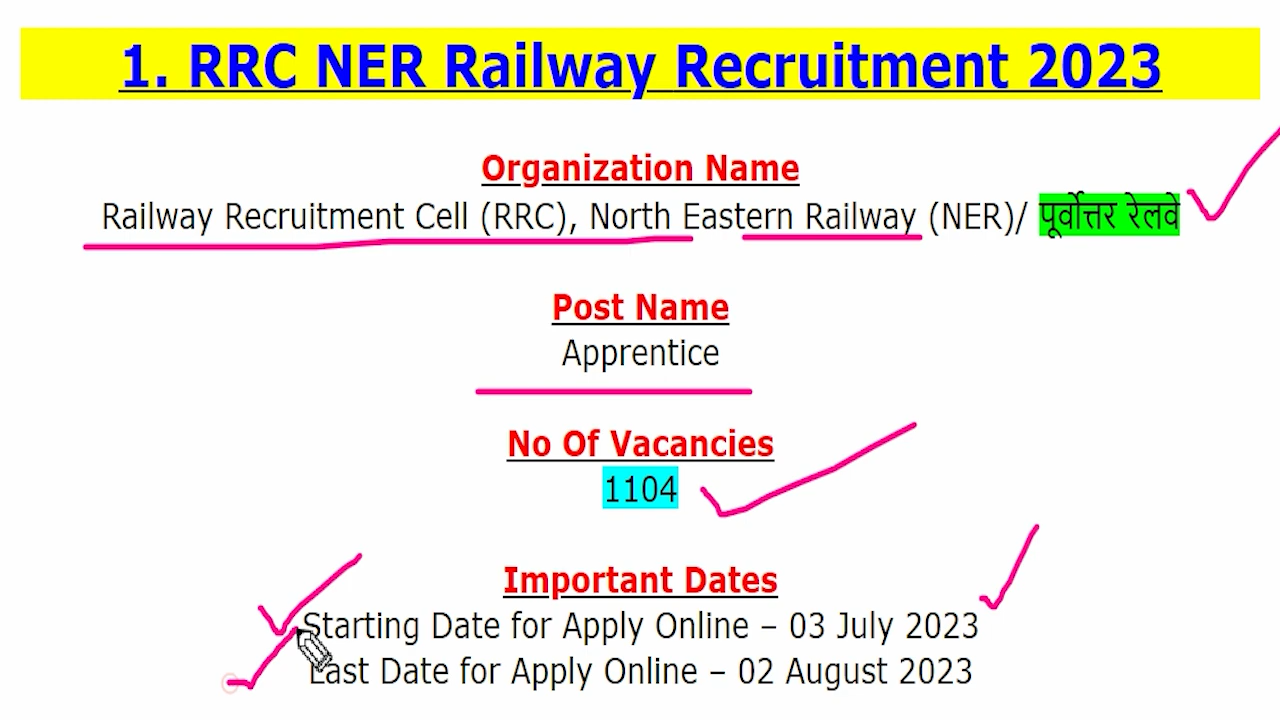 1. RRC NER Railway Recruitment 2023
Organization Name
Railway Recruitment Cell (RRC), North Eastern Railway (NER)/ पूर्वोत्तर रेलवे
Post Name
Apprentice
No Of Vacancies
1104
Important Dates
Starting Date for Apply Online – 03 July 2023
Last Date for Apply Online – 02 August 2023